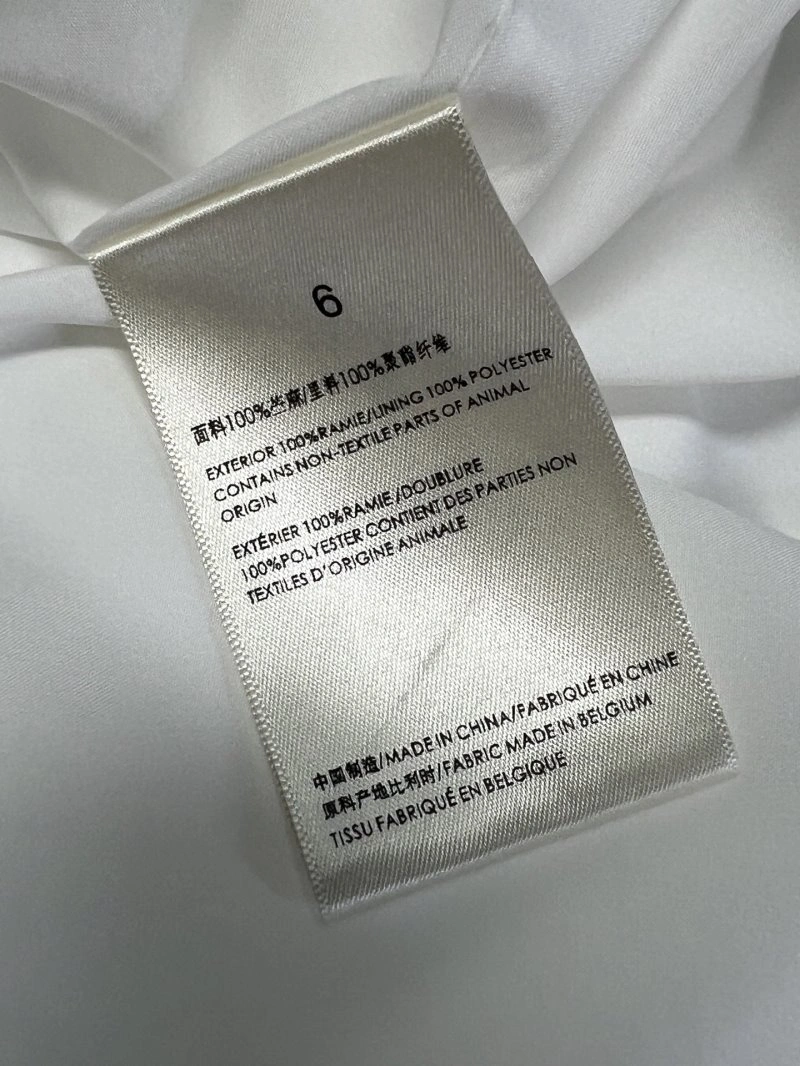 6
面料100%苎麻/里料100%聚酯纤维
EXTERIOR 100%RAMIE/LINING 100% POLYESTER
CONTAINS NON-TEXTILE PARTS OF ANIMAL
ORIGIN
EXTÉRIER 100%RAMIE/DOUBLURE
100%POLYESTER CONTIENT DES PARTIES NON
TEXTILES D'ORIGINE ANIMALE
中国制造/MADE IN CHINA/FABRIQUÉ EN CHINE
原料产地比利时/FABRIC MADE IN BELGIUM
TISSU FABRIQUÉ EN BELGIQUE